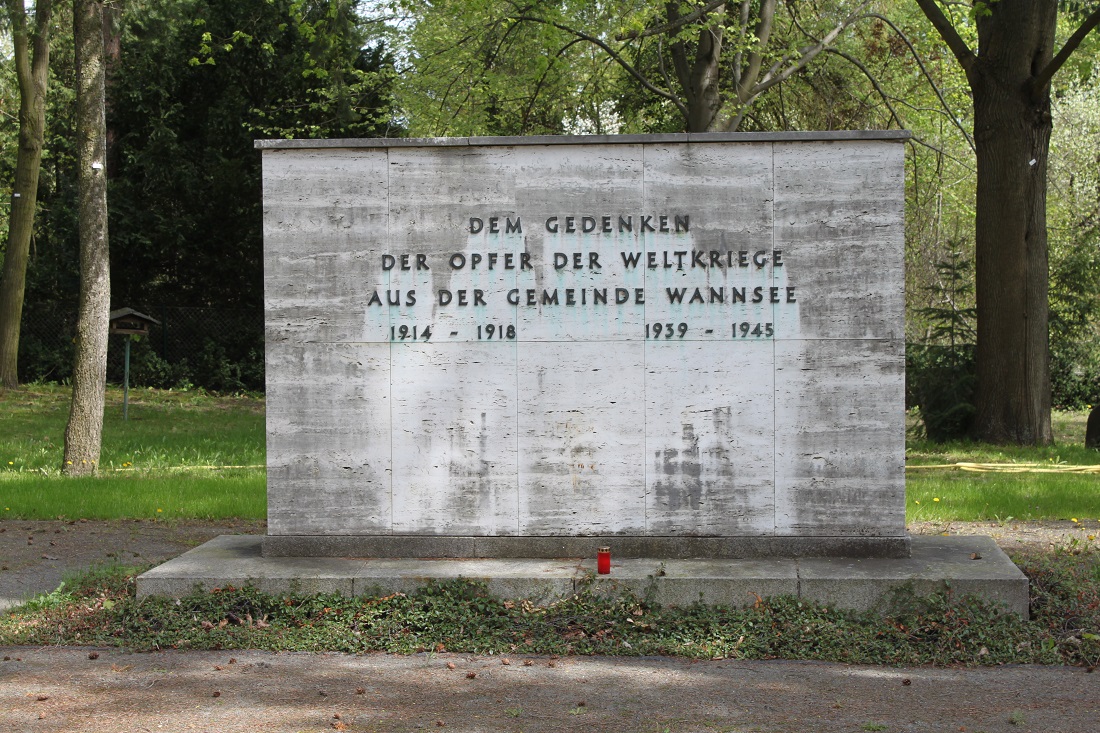 DEM GEDENKEN
DER OPFER DER WELTKRIEGE
AUS DER GEMEINDE WANNSEE
1914 - 1918 1939 - 1945